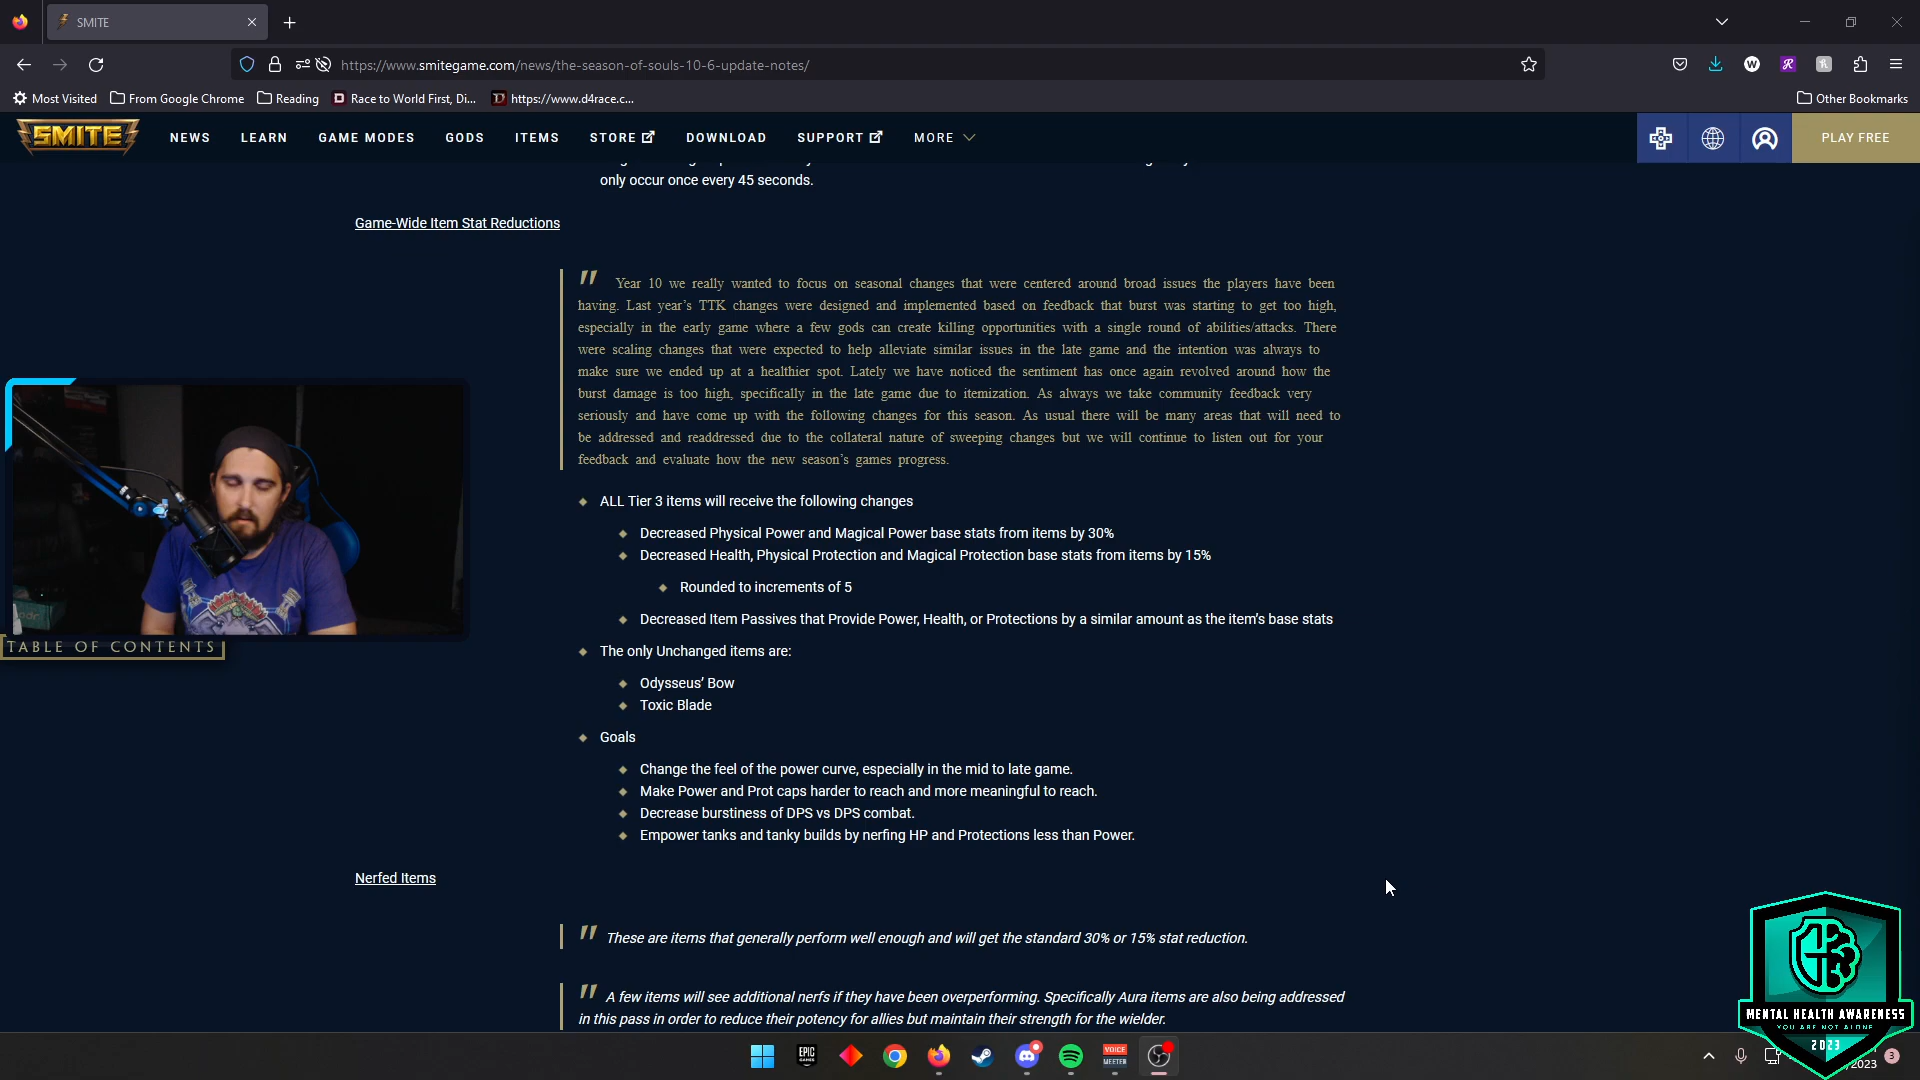 SMITE
https://www.smitegame.com/news/the-season-of-souls-10-6-update-notes/
Most Visited
From Google Chrome
Reading
Race to World First, Di...
https://www.d4race.c...
Other Bookmarks
SMITE
NEWS
LEARN
GAME MODES
GODS
ITEMS
STORE
DOWNLOAD
SUPPORT
MORE
PLAY FREE
only occur once every 45 seconds.
Game-Wide Item Stat Reductions
" Year 10 we really wanted to focus on seasonal changes that were centered around broad issues the players have been
having. Last year's TTK changes were designed and implemented based on feedback that burst was starting to get too high,
especially in the early game where a few gods can create killing opportunities with a single round of abilities/attacks. There
were scaling changes that were expected to help alleviate similar issues in the late game and the intention was always to
make sure we ended up at a healthier spot. Lately we have noticed the sentiment has once again revolved around how the
burst damage is too high, specifically in the late game due to itemization. As always we take community feedback very
seriously and have come up with the following changes for this season. As usual there will be many areas that will need to
be addressed and readdressed due to the collateral nature of sweeping changes but we will continue to listen out for your
feedback and evaluate how the new season's games progress.
ALL Tier 3 items will receive the following changes
Decreased Physical Power and Magical Power base stats from items by 30%
Decreased Health, Physical Protection and Magical Protection base stats from items by 15%
Rounded to increments of 5
Decreased Item Passives that Provide Power, Health, or Protections by a similar amount as the item's base stats
TABLE OF CONTENTS
The only Unchanged items are:
Odysseus' Bow
Toxic Blade
Goals
Change the feel of the power curve, especially in the mid to late game.
Make Power and Prot caps harder to reach and more meaningful to reach.
Decrease burstiness of DPS vs DPS combat.
Empower tanks and tanky builds by nerfing HP and Protections less than Power.
Nerfed Items
" These are items that generally perform well enough and will get the standard 30% or 15% stat reduction.
" A few items will see additional nerfs if they have been overperforming. Specifically Aura items are also being addressed
in this pass in order to reduce their potency for allies but maintain their strength for the wielder.
MENTAL HEALTH AWARENESS
YOU ARE NOT ALONE
2023
EPIC
GAMES
VOICE
MEETER
/2023
3